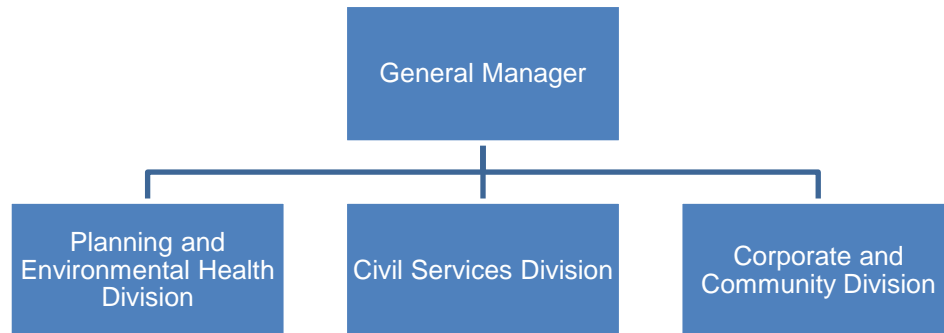 General Manager
Planning and
Environmental Health
Division
Civil Services Division
Corporate and
Community Division